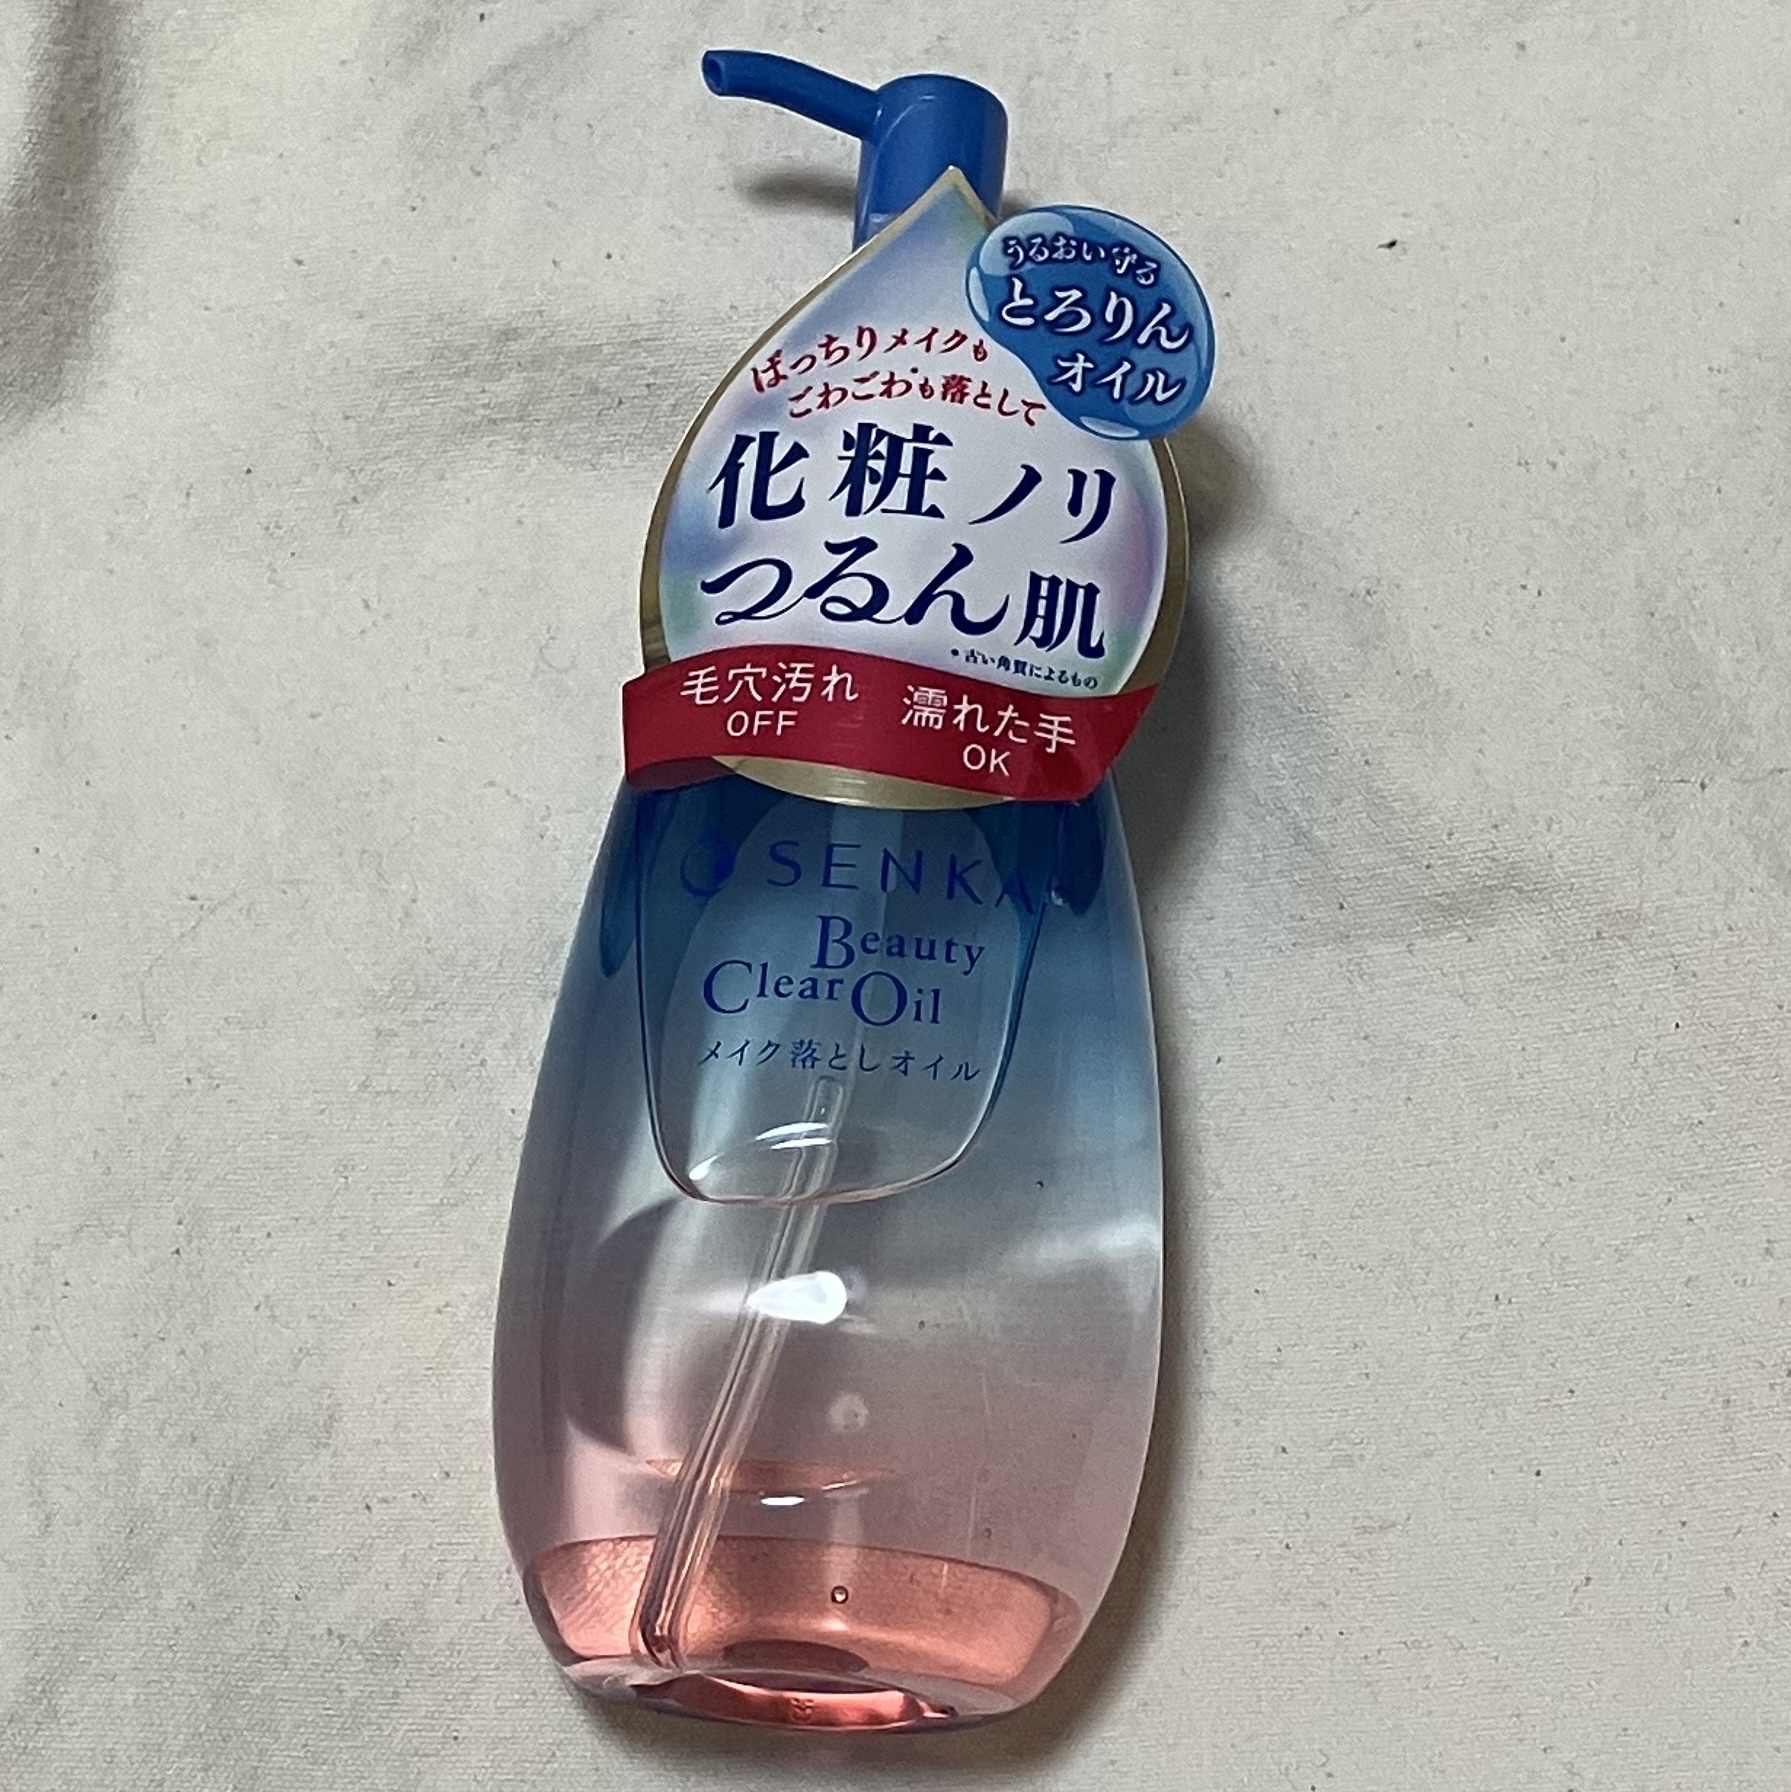 うるおい守る
とろりん
オイル
ぱっちりメイクも
ごわごわ*も落として
化粧ノリ
つるん肌
*古い角質によるもの
毛穴汚れ
OFF
濡れた手
OK
SENKA
Beauty
Clear Oil
メイク落としオイル